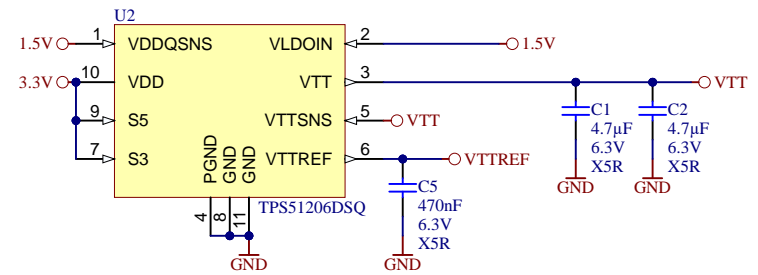 U2
1.5V 1 VDDQSNS VLDOIN 2 1.5V
3.3V 10 VDD VTT 3 VTT
9 S5 VTTSNS 5 VTT
7 S3 VTTREF 6 VTTREF
PGND GND GND
4 8 11
TPS51206DSQ
GND
C5
470nF
6.3V
X5R
GND
C1
4.7µF
6.3V
X5R
GND
C2
4.7µF
6.3V
X5R
GND